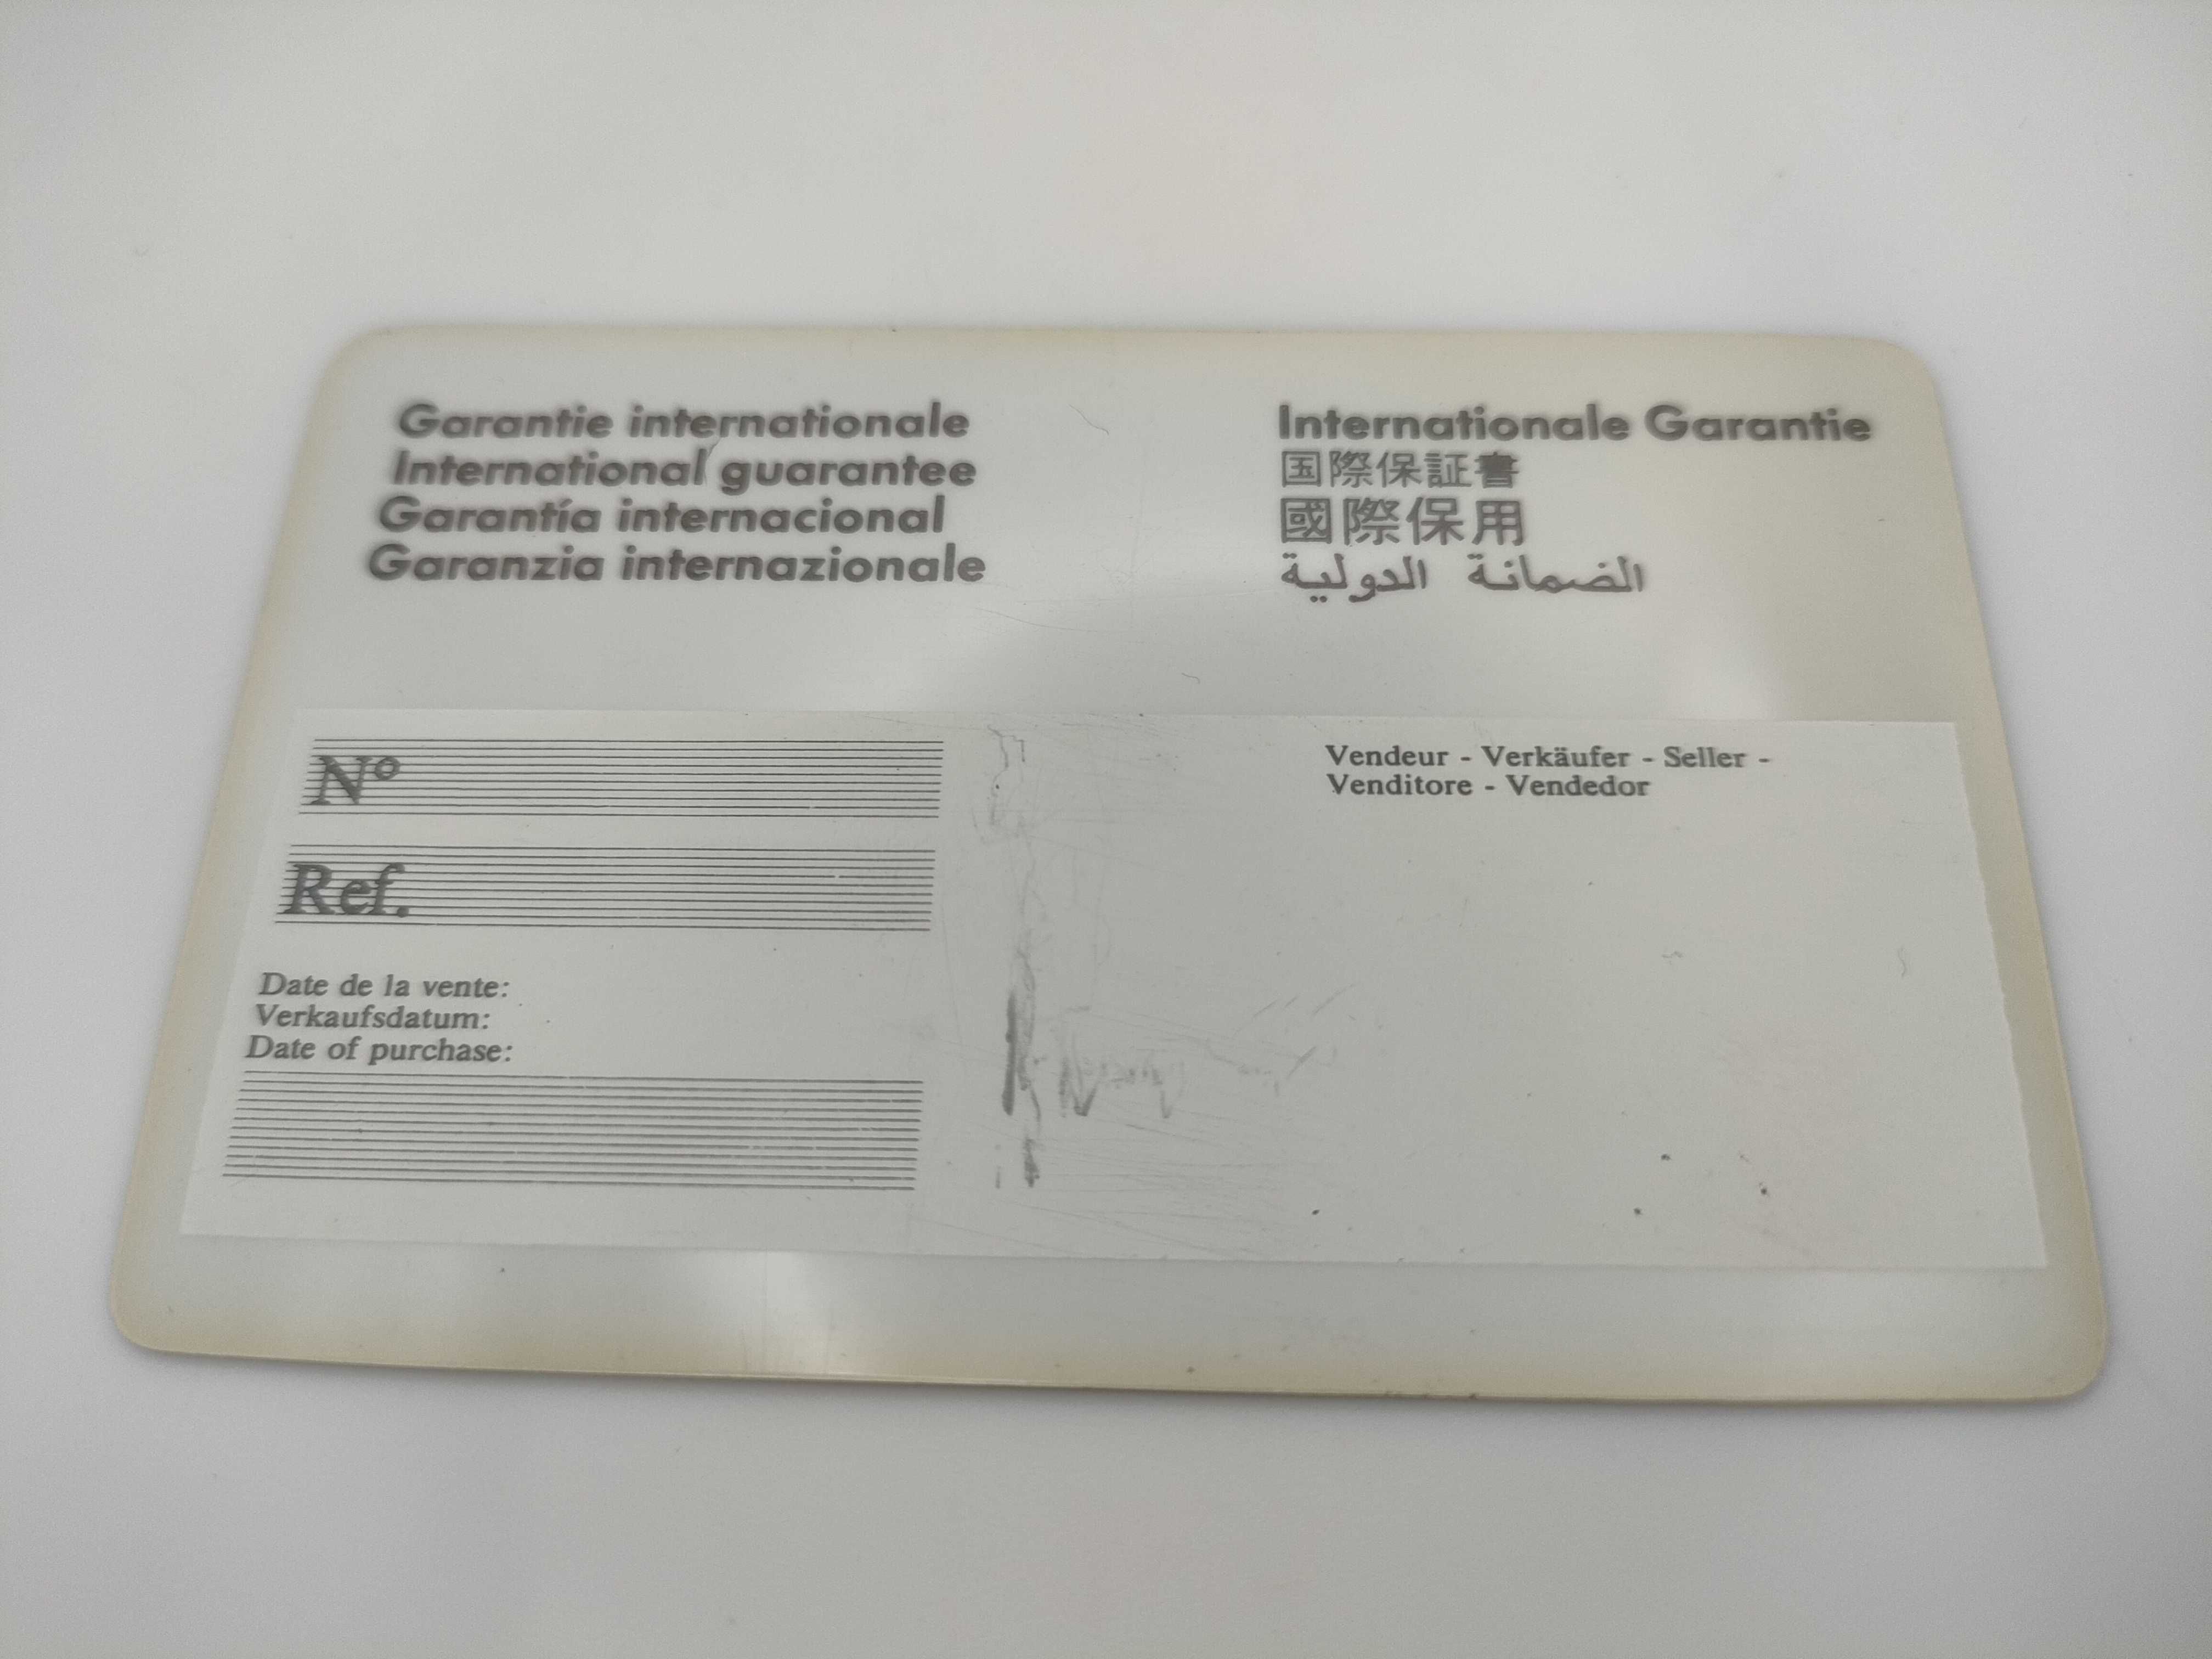 Garantie internationale
International guarantee
Garantía internacional
Garanzia internazionale
Internationale Garantie
国際保証書
國際保用
الضمانة الدولية
Nº
Ref.
Date de la vente:
Verkaufsdatum:
Date of purchase:
Vendeur - Verkäufer - Seller -
Venditore - Vendedor